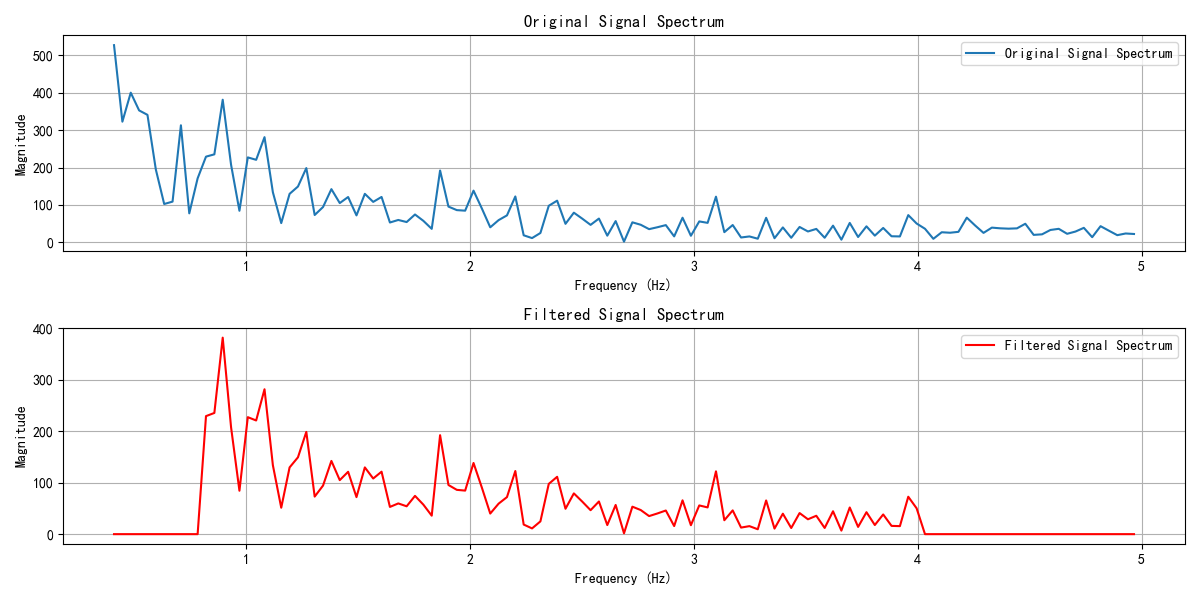 Original Signal Spectrum
Original Signal Spectrum
Magnitude
500
400
300
200
100
0
1
2
3
4
5
Frequency (Hz)
Filtered Signal Spectrum
Filtered Signal Spectrum
Magnitude
400
300
200
100
0
1
2
3
4
5
Frequency (Hz)